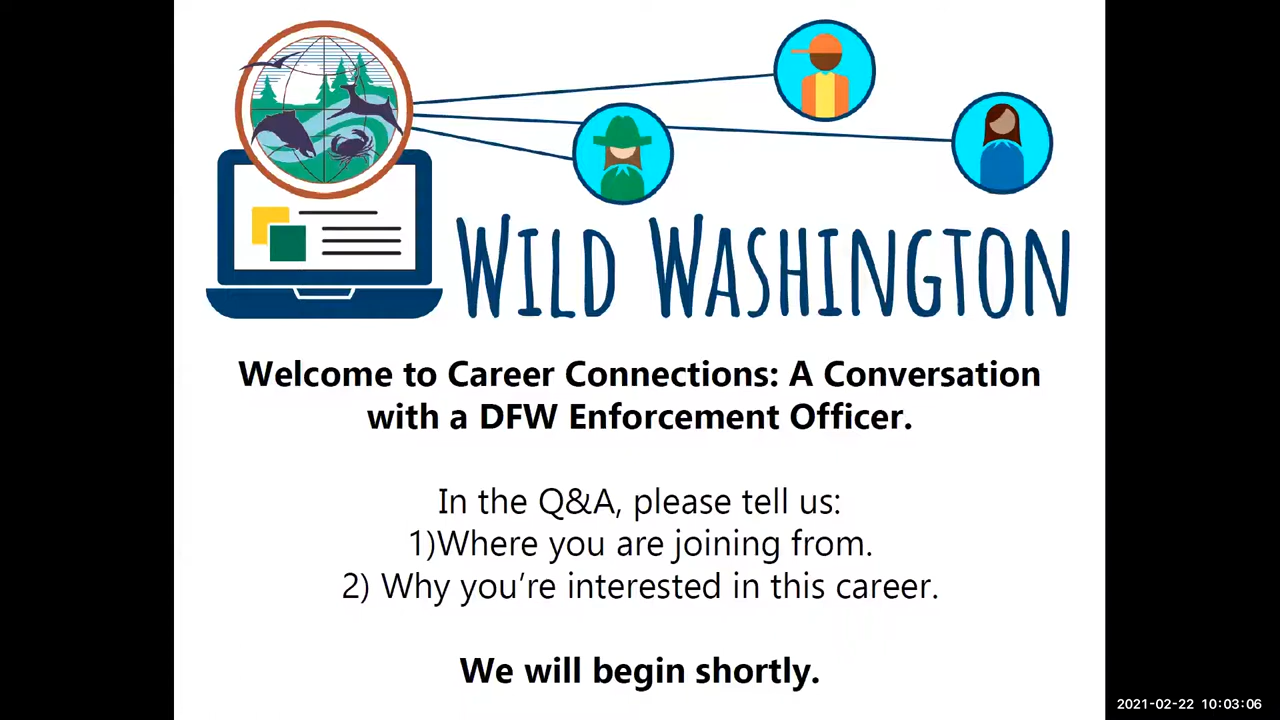 WILD WASHINGTON
Welcome to Career Connections: A Conversation
with a DFW Enforcement Officer.
In the Q&A, please tell us:
1)Where you are joining from.
2) Why you’re interested in this career.
We will begin shortly.
2021-02-22 10:03:06